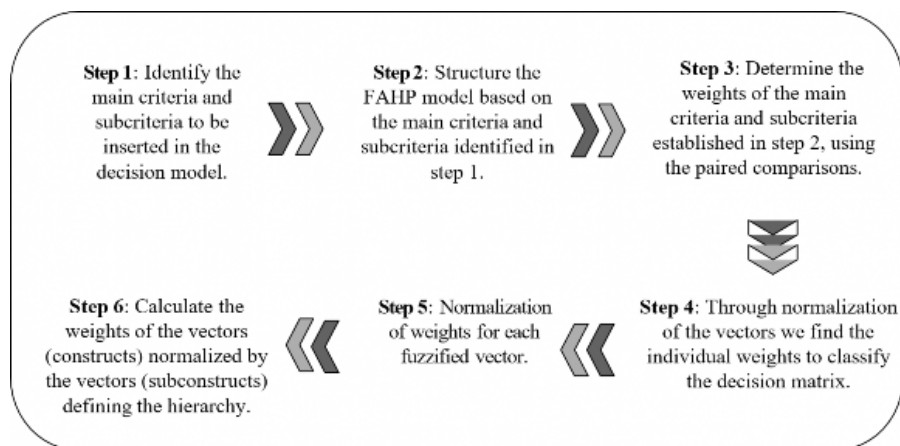 Step 1: Identify the
main criteria and
subcriteria to be
inserted in the
decision model.
Step 2: Structure the
FAHP model based on
the main criteria and
subcriteria identified in
step 1.
Step 3: Determine the
weights of the main
criteria and subcriteria
established in step 2, using
the paired comparisons.
Step 4: Through normalization
of the vectors we find the
individual weights to classify
the decision matrix.
Step 5: Normalization
of weights for each
fuzzified vector.
Step 6: Calculate the
weights of the vectors
(constructs) normalized by
the vectors (subconstructs)
defining the hierarchy.